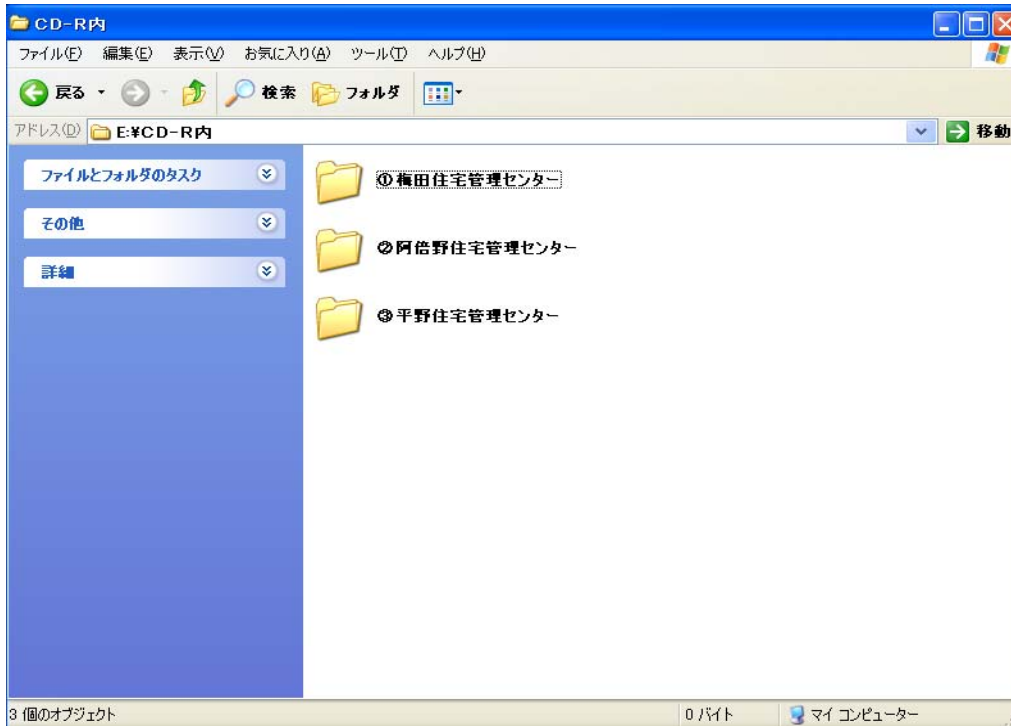 CD-R内
ファイル(F) 編集(E) 表示(V) お気に入り(A) ツール(T) ヘルプ(H)
戻る 検索 フォルダ
アドレス(D) E:¥CD-R内 移動
ファイルとフォルダのタスク
その他
詳細
①梅田住宅管理センター
②阿倍野住宅管理センター
③平野住宅管理センター
3 個のオブジェクト 0 バイト マイ コンピューター